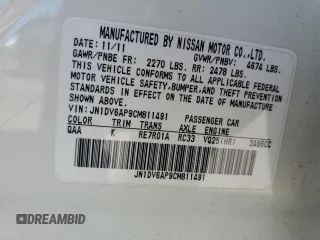 MANUFACTURED BY NISSAN MOTOR CO.,LTD.
DATE: 11/11 GVWR/PNBV: 4674 LBS.
GAWR/PNBE FR: 2270 LBS. RR: 2478 LBS.
THIS VEHICLE CONFORMS TO ALL APPLICABLE FEDERAL
MOTOR VEHICLE SAFETY,BUMPER,AND THEFT PREVENTION
STANDARDS IN EFFECT ON THE DATE OF MANUFACTURE
SHOWN ABOVE.
VIN: JN1DV6AP9CM811491 PASSENGER CAR
COLOR TRIM TRANS AXLE ENGINE
QAA K RE7R01A RC33 VQ25(HR) 2496CC
JN1DV6AP9CM811491
AUTOBIDMASTER